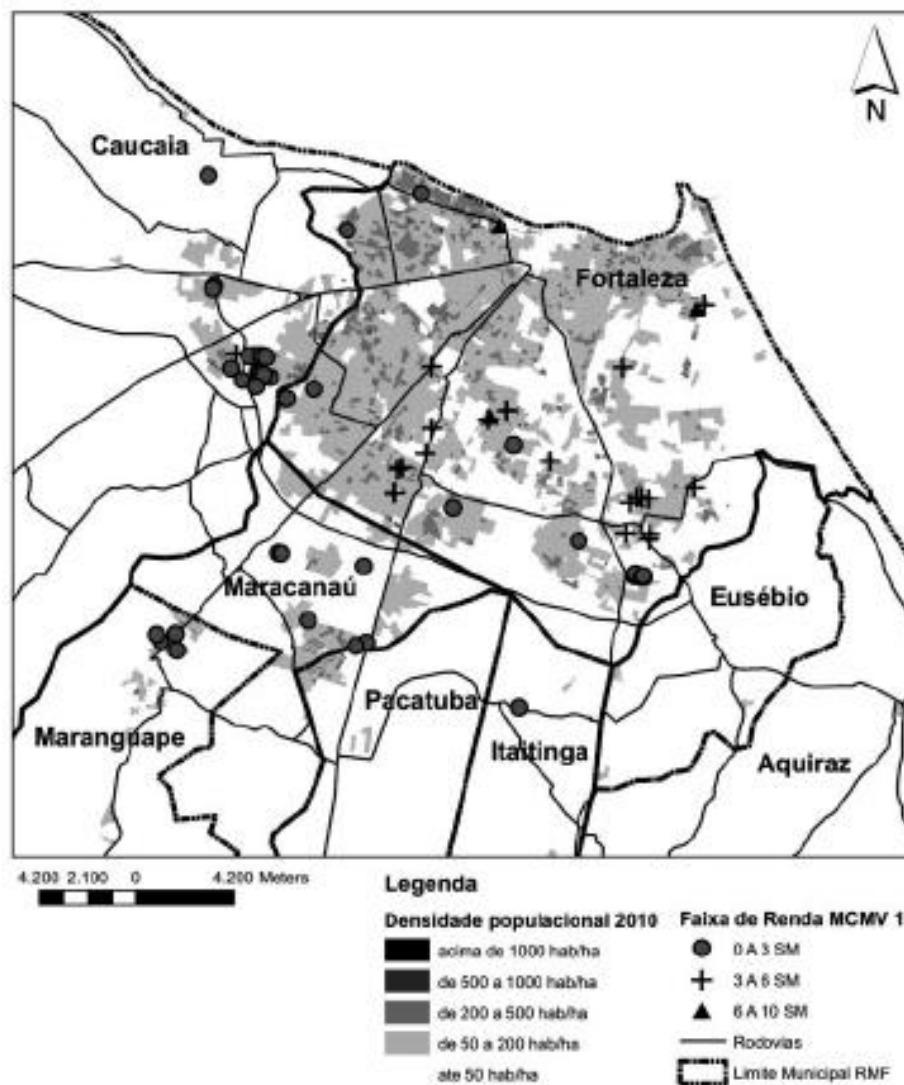 N
Caucaia
Fortaleza
Maracanaú
Eusébio
Pacatuba
Maranguape
Itaitinga
Aquiraz
4.200 2.100 0 4.200 Meters
Legenda
Densidade populacional 2010
acima de 1000 hab/ha
de 500 a 1000 hab/ha
de 200 a 500 hab/ha
de 50 a 200 hab/ha
ate 50 hab/ha
Faixa de Renda MCMV 1
0 A 3 SM
3 A 6 SM
6 A 10 SM
Rodovias
Limite Municipal RMF